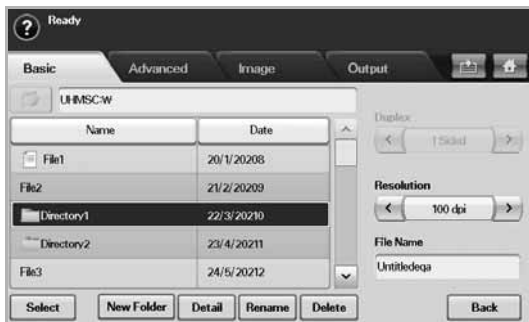 Ready
Basic Advanced Image Output
UHMSC:W
Name Date
File1 20/1/20208
File2 21/2/20209
Directory1 22/3/20210
Directory2 23/4/20211
File3 24/5/20212
Duplex
1 Sided
Resolution
100 dpi
File Name
Untitledeqa
Select New Folder Detail Rename Delete Back